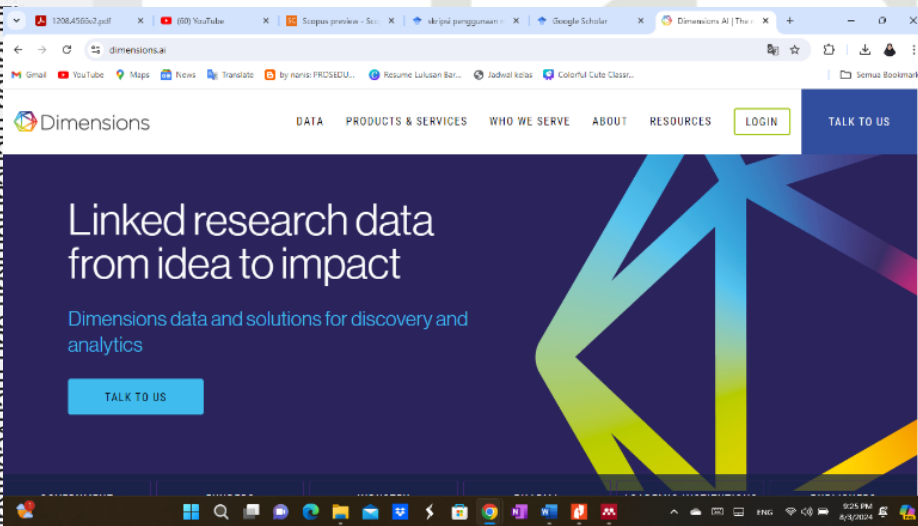 1208.4566v2.pdf
(60) YouTube
Scopus preview - Sco
skripsi penggunaan
Google Scholar
Dimensions AI | The
dimensions.ai
Gmail
YouTube
Maps
News
Translate
by naris: PROSEDU...
Resume Lulusan Bar...
Jadwal kelas
Colorful Cute Classr...
Semua Bookmark
Dimensions
DATA
PRODUCTS & SERVICES
WHO WE SERVE
ABOUT
RESOURCES
LOGIN
TALK TO US
Linked research data
from idea to impact
Dimensions data and solutions for discovery and
analytics
TALK TO US
ENG
9:25 PM
8/3/2024